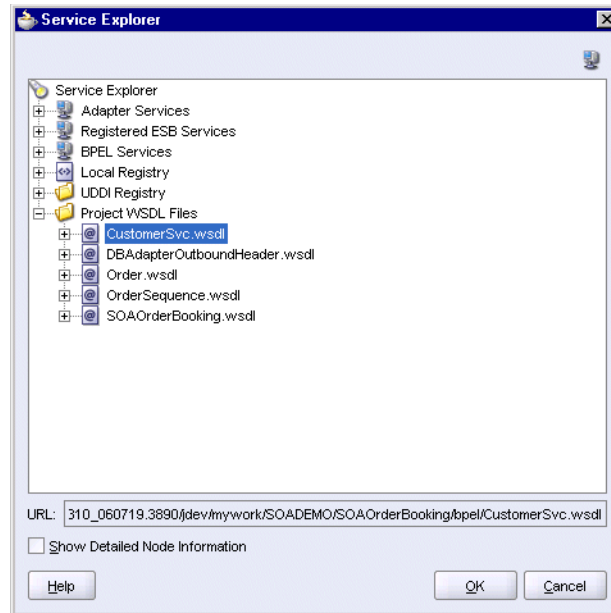 Service Explorer
Service Explorer
Adapter Services
Registered ESB Services
BPEL Services
Local Registry
UDDI Registry
Project WSDL Files
CustomerSvc.wsdl
DBAdapterOutboundHeader.wsdl
Order.wsdl
OrderSequence.wsdl
SOAOrderBooking.wsdl
URL: 310_060719.3890/jdev/mywork/SOADEMO/SOAOrderBooking/bpel/CustomerSvc.wsdl
Show Detailed Node Information
Help OK Cancel